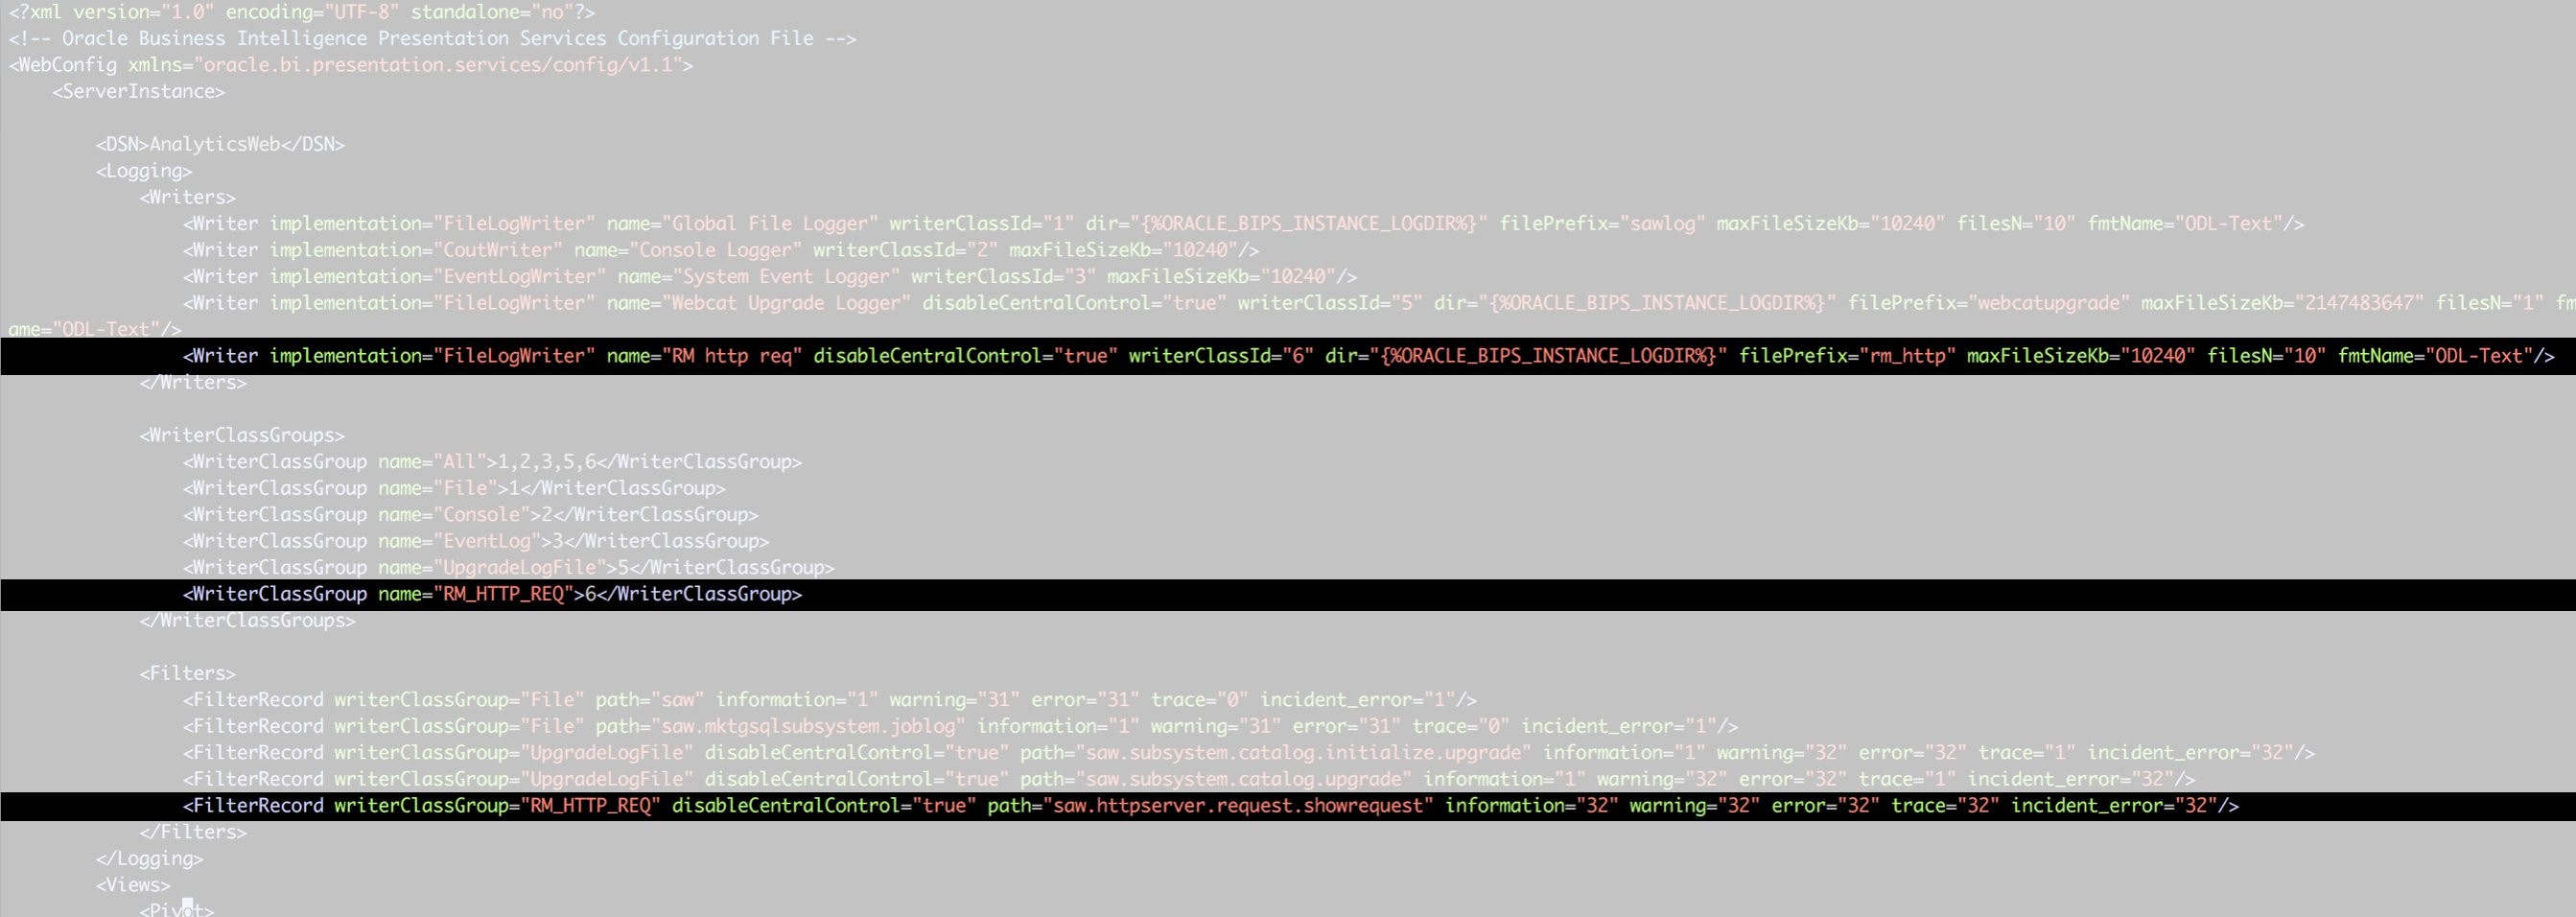 <?xml version="1.0" encoding="UTF-8" standalone="no"?>
<!-- Oracle Business Intelligence Presentation Services Configuration File -->
<WebConfig xmlns="oracle.bi.presentation.services/config/v1.1">
<ServerInstance>
<DSN>AnalyticsWeb</DSN>
<Logging>
<Writers>
<Writer implementation="FileLogWriter" name="Global File Logger" writerClassId="1" dir="{%ORACLE_BIPS_INSTANCE_LOGDIR%}" filePrefix="sawlog" maxFileSizeKb="10240" filesN="10" fmtName="ODL-Text"/>
<Writer implementation="CoutWriter" name="Console Logger" writerClassId="2" maxFileSizeKb="10240"/>
<Writer implementation="EventLogWriter" name="System Event Logger" writerClassId="3" maxFileSizeKb="10240"/>
<Writer implementation="FileLogWriter" name="Webcat Upgrade Logger" disableCentralControl="true" writerClassId="5" dir="{%ORACLE_BIPS_INSTANCE_LOGDIR%}" filePrefix="webcatupgrade" maxFileSizeKb="2147483647" filesN="1" fm
ame="ODL-Text"/>
<Writer implementation="FileLogWriter" name="RM http req" disableCentralControl="true" writerClassId="6" dir="{%ORACLE_BIPS_INSTANCE_LOGDIR%}" filePrefix="rm_http" maxFileSizeKb="10240" filesN="10" fmtName="ODL-Text"/>
</Writers>
<WriterClassGroups>
<WriterClassGroup name="All">1,2,3,5,6</WriterClassGroup>
<WriterClassGroup name="File">1</WriterClassGroup>
<WriterClassGroup name="Console">2</WriterClassGroup>
<WriterClassGroup name="EventLog">3</WriterClassGroup>
<WriterClassGroup name="UpgradeLogFile">5</WriterClassGroup>
<WriterClassGroup name="RM_HTTP_REQ">6</WriterClassGroup>
</WriterClassGroups>
<Filters>
<FilterRecord writerClassGroup="File" path="saw" information="1" warning="31" error="31" trace="0" incident_error="1"/>
<FilterRecord writerClassGroup="File" path="saw.mktgsqlsubsystem.joblog" information="1" warning="31" error="31" trace="0" incident_error="1"/>
<FilterRecord writerClassGroup="UpgradeLogFile" disableCentralControl="true" path="saw.subsystem.catalog.initialize.upgrade" information="1" warning="32" error="32" trace="1" incident_error="32"/>
<FilterRecord writerClassGroup="UpgradeLogFile" disableCentralControl="true" path="saw.subsystem.catalog.upgrade" information="1" warning="32" error="32" trace="1" incident_error="32"/>
<FilterRecord writerClassGroup="RM_HTTP_REQ" disableCentralControl="true" path="saw.httpserver.request.showrequest" information="32" warning="32" error="32" trace="32" incident_error="32"/>
</Filters>
</Logging>
<Views>
<Pivot>